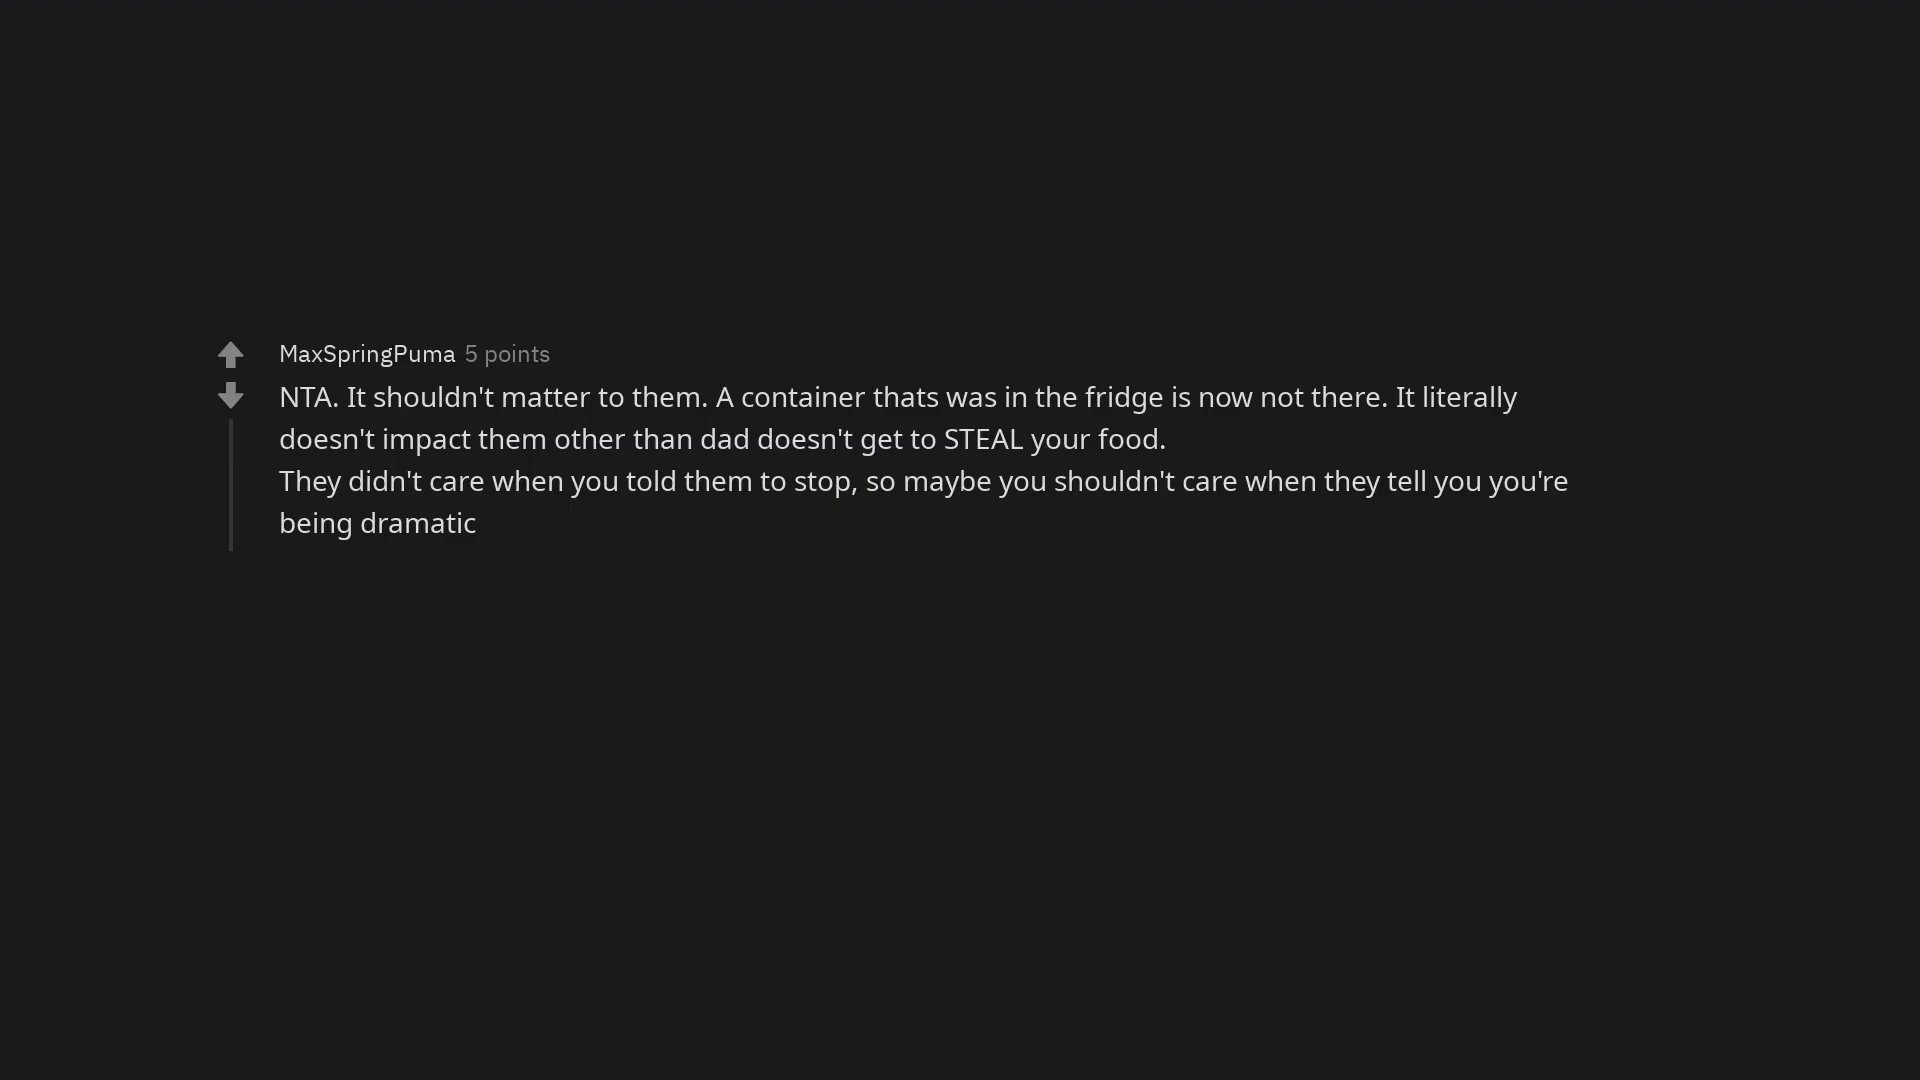 MaxSpringPuma 5 points
NTA. It shouldn't matter to them. A container thats was in the fridge is now not there. It literally
doesn't impact them other than dad doesn't get to STEAL your food.
They didn't care when you told them to stop, so maybe you shouldn't care when they tell you you're
being dramatic